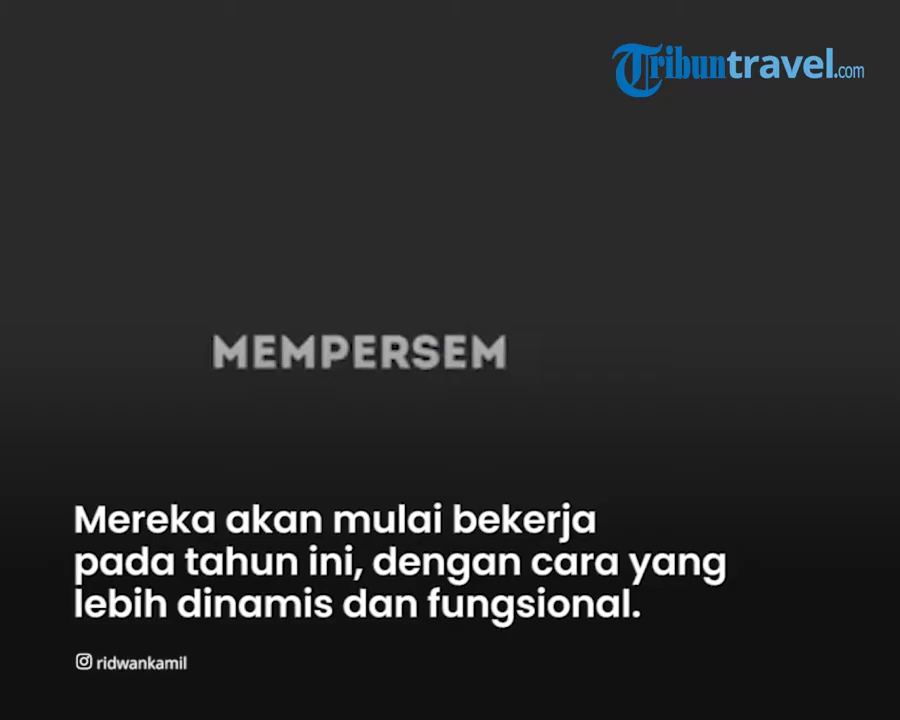 Tribuntravel.com
MEMPERSEM
Mereka akan mulai bekerja
pada tahun ini, dengan cara yang
lebih dinamis dan fungsional.
ridwankamil